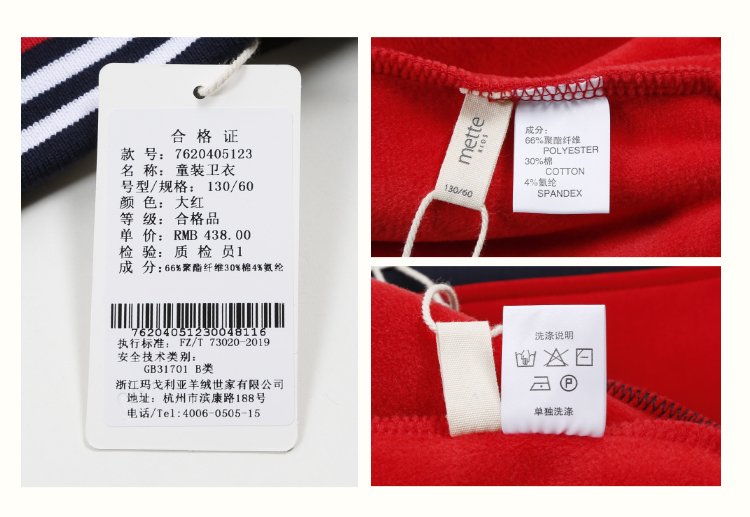 合格证
款 号: 7620405123
名 称: 童装卫衣
号型/规格: 130/60
颜 色: 大红
等 级: 合格品
单 价: RMB 438.00
检 验: 质 检 员1
成 分:66%聚酯纤维30%棉4%氨纶
76204051230048116
执行标准: FZ/T 73020-2019
安全技术类别:
GB31701 B类
浙江玛戈利亚羊绒世家有限公司
地址: 杭州市滨康路188号
电话/Tel:4006-0505-15
mette
KIDS
130/60
成分:
66%聚酯纤维
POLYESTER
30%棉
COTTON
4%氨纶
SPANDEX
洗涤说明
P
单独洗涤